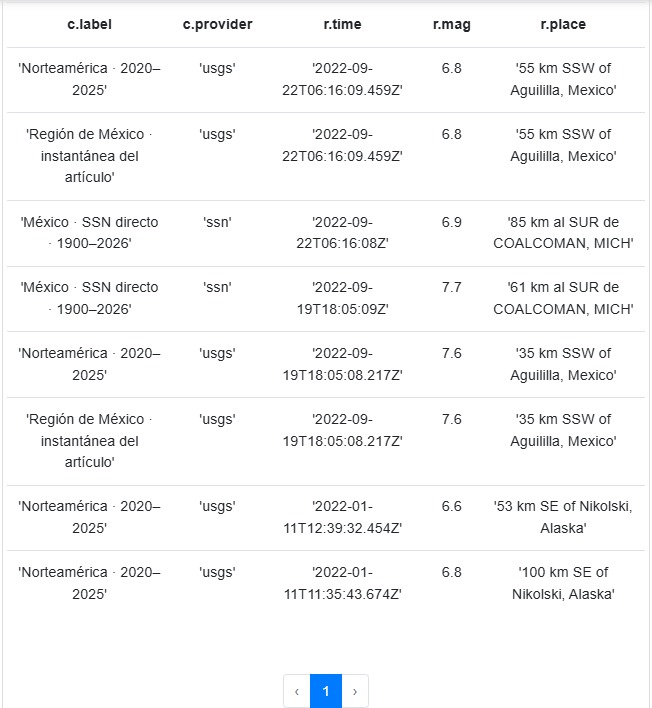 c.label c.provider r.time r.mag r.place
'Norteamérica · 2020– 'usgs' '2022-09- 6.8 '55 km SSW of
2025' 22T06:16:09.459Z' Aguililla, Mexico'
'Región de México · 'usgs' '2022-09- 6.8 '55 km SSW of
instantánea del 22T06:16:09.459Z' Aguililla, Mexico'
artículo'
'México · SSN directo 'ssn' '2022-09- 6.9 '85 km al SUR de
· 1900–2026' 22T06:16:08Z' COALCOMAN, MICH'
'México · SSN directo 'ssn' '2022-09- 7.7 '61 km al SUR de
· 1900–2026' 19T18:05:09Z' COALCOMAN, MICH'
'Norteamérica · 2020– 'usgs' '2022-09- 7.6 '35 km SSW of
2025' 19T18:05:08.217Z' Aguililla, Mexico'
'Región de México · 'usgs' '2022-09- 7.6 '35 km SSW of
instantánea del 19T18:05:08.217Z' Aguililla, Mexico'
artículo'
'Norteamérica · 2020– 'usgs' '2022-01- 6.6 '53 km SE of Nikolski,
2025' 11T12:39:32.454Z' Alaska'
'Norteamérica · 2020– 'usgs' '2022-01- 6.8 '100 km SE of
2025' 11T11:35:43.674Z' Nikolski, Alaska'
‹ 1 ›